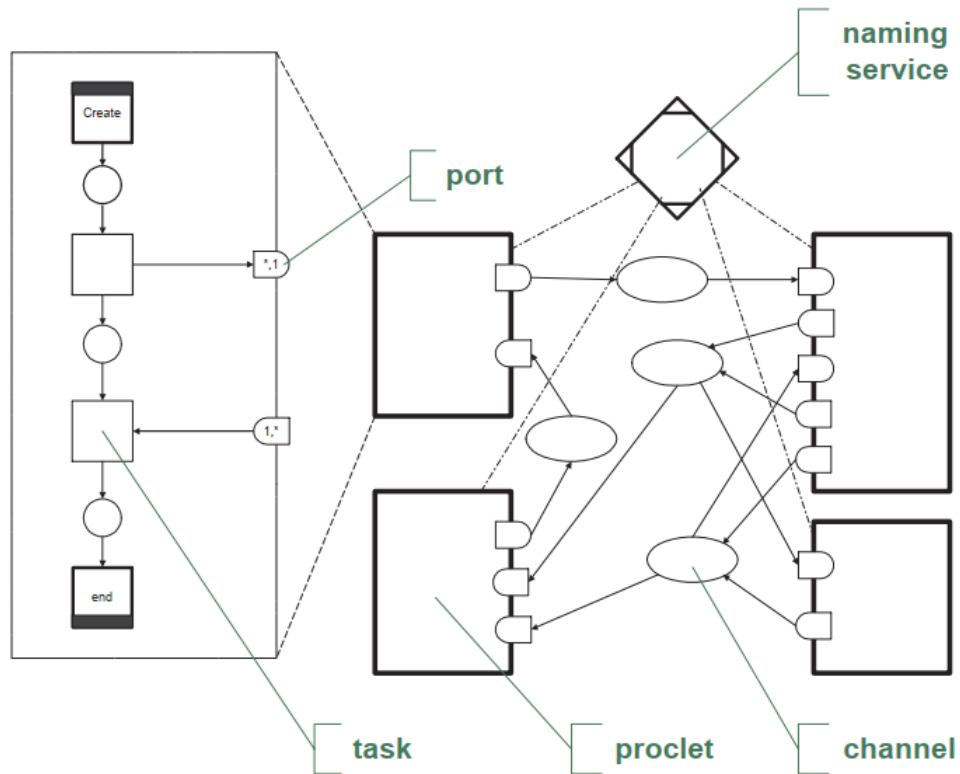 naming
service
Create
port
*,1
1,*
end
task
proclet
channel